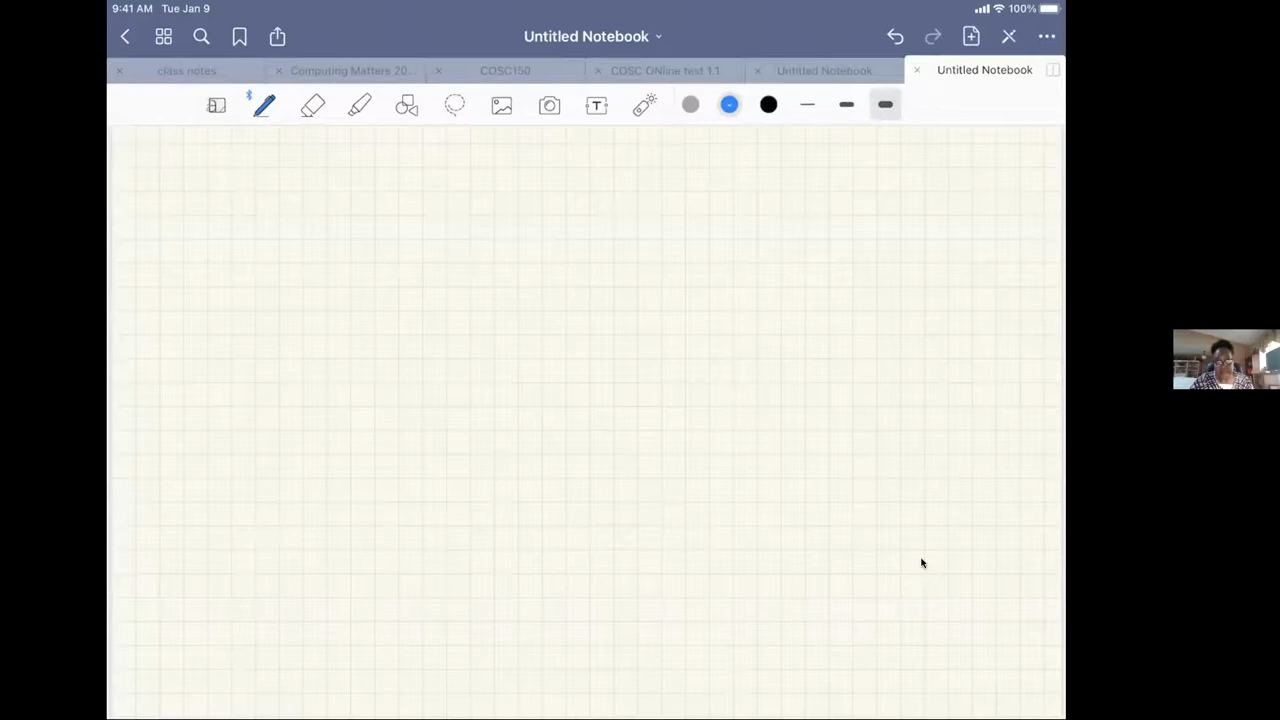 9:41 AM Tue Jan 9 100%
Untitled Notebook
class notes Computing Matters 20... COSC150 COSC ONline test 1.1 Untitled Notebook Untitled Notebook
T